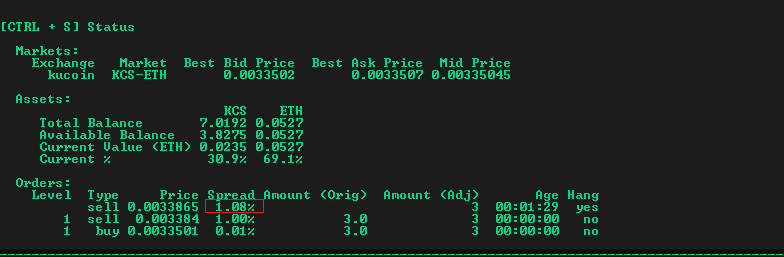 [CTRL + S] Status
Markets:
Exchange Market Best Bid Price Best Ask Price Mid Price
kucoin KCS-ETH 0.0033502 0.0033507 0.00335045
Assets:
KCS ETH
Total Balance 7.0192 0.0527
Available Balance 3.8275 0.0527
Current Value (ETH) 0.0235 0.0527
Current % 30.9% 69.1%
Orders:
Level Type Price Spread Amount (Orig) Amount (Adj) Age Hang
sell 0.0033865 1.08% 3 00:01:29 yes
1 sell 0.003384 1.00% 3.0 3 00:00:00 no
1 buy 0.0033501 0.01% 3.0 3 00:00:00 no